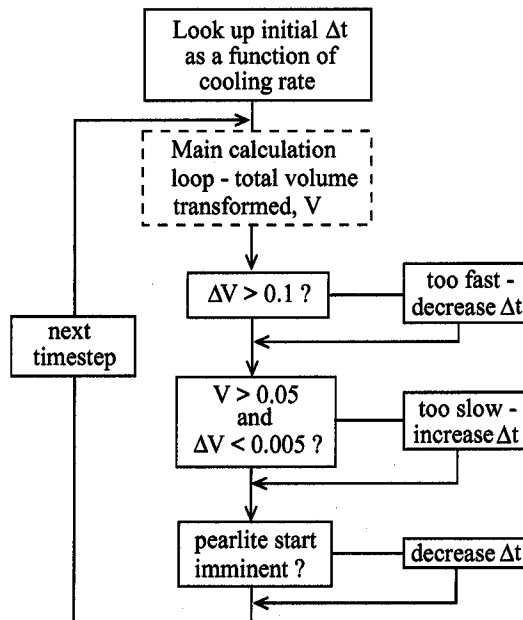 Look up initial Δt
as a function of
cooling rate
Main calculation
loop - total volume
transformed, V
ΔV > 0.1 ?
too fast -
decrease Δt
next
timestep
V > 0.05
and
ΔV < 0.005 ?
too slow -
increase Δt
pearlite start
imminent ?
decrease Δt